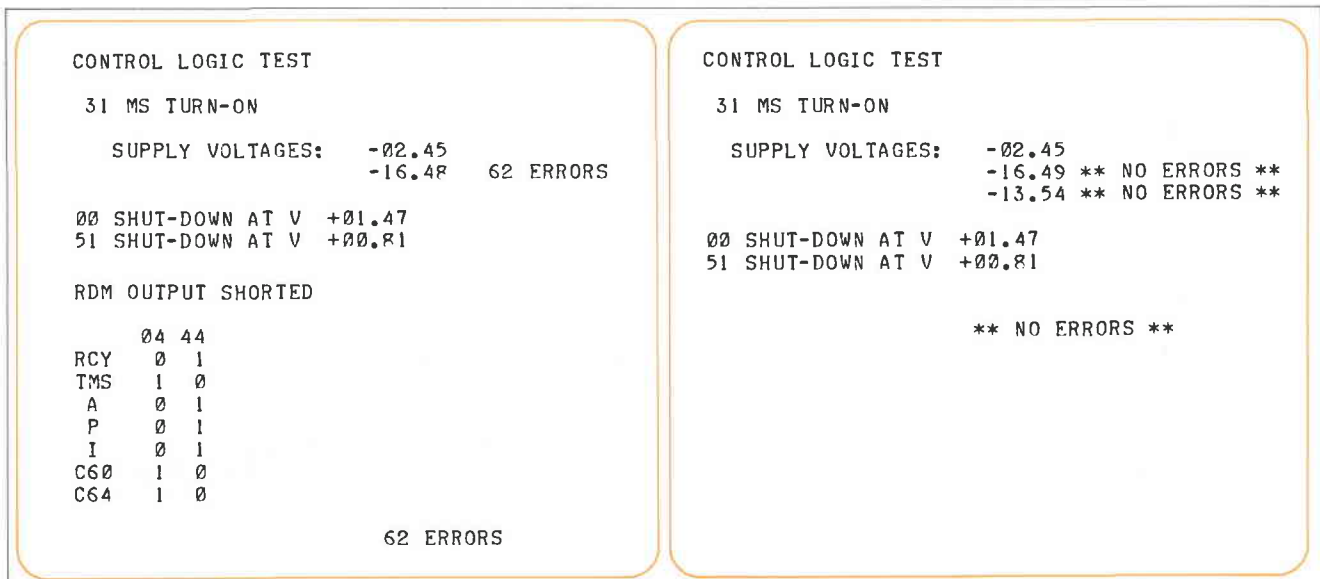 CONTROL LOGIC TEST
31 MS TURN-ON
SUPPLY VOLTAGES: -02.45
-16.48 62 ERRORS
00 SHUT-DOWN AT V +01.47
51 SHUT-DOWN AT V +00.81
RDM OUTPUT SHORTED
04 44
RCY 0 1
TMS 1 0
A 0 1
P 0 1
I 0 1
C60 1 0
C64 1 0
62 ERRORS
CONTROL LOGIC TEST
31 MS TURN-ON
SUPPLY VOLTAGES: -02.45
-16.49 ** NO ERRORS **
-13.54 ** NO ERRORS **
00 SHUT-DOWN AT V +01.47
51 SHUT-DOWN AT V +00.81
** NO ERRORS **